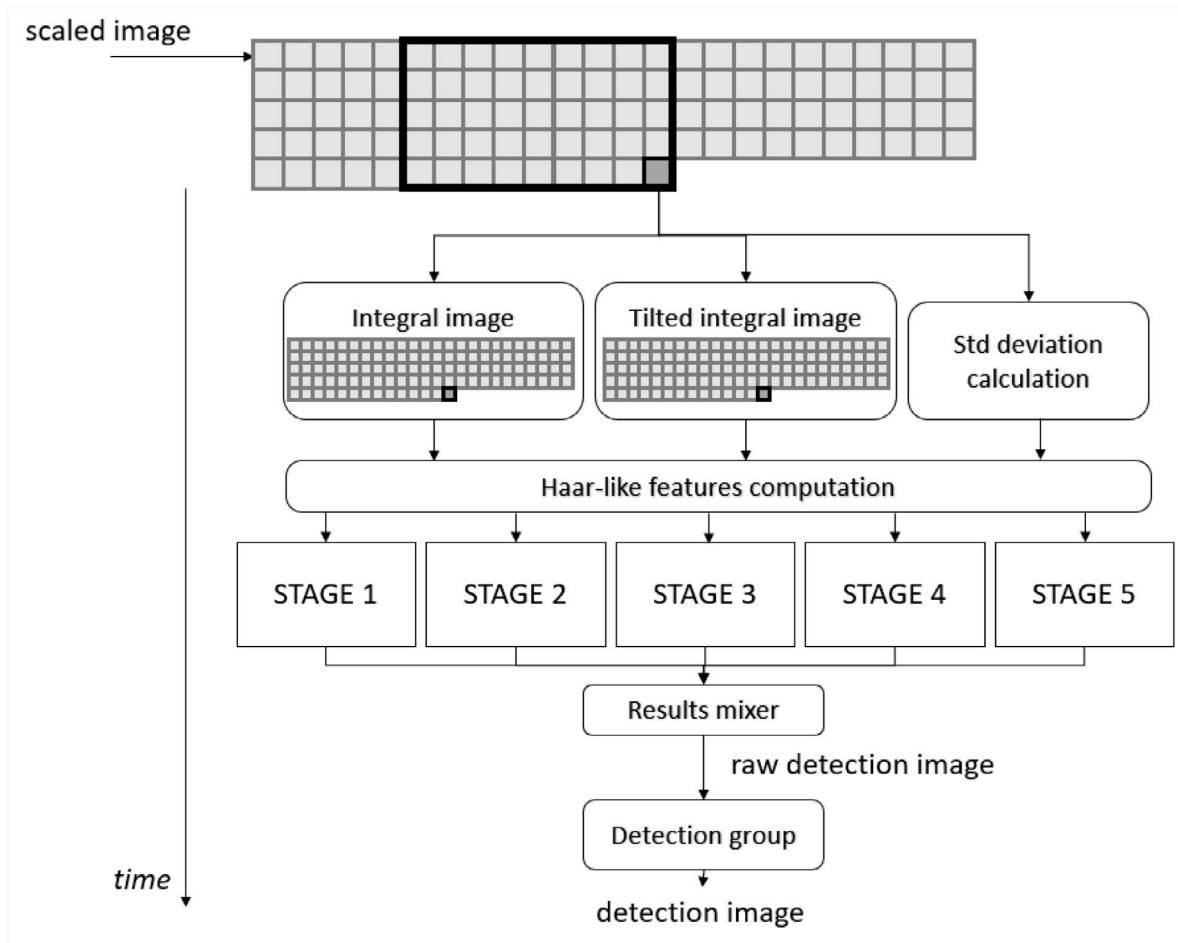 scaled image
Integral image
Tilted integral image
Std deviation
calculation
Haar-like features computation
STAGE 1
STAGE 2
STAGE 3
STAGE 4
STAGE 5
Results mixer
raw detection image
Detection group
time
detection image